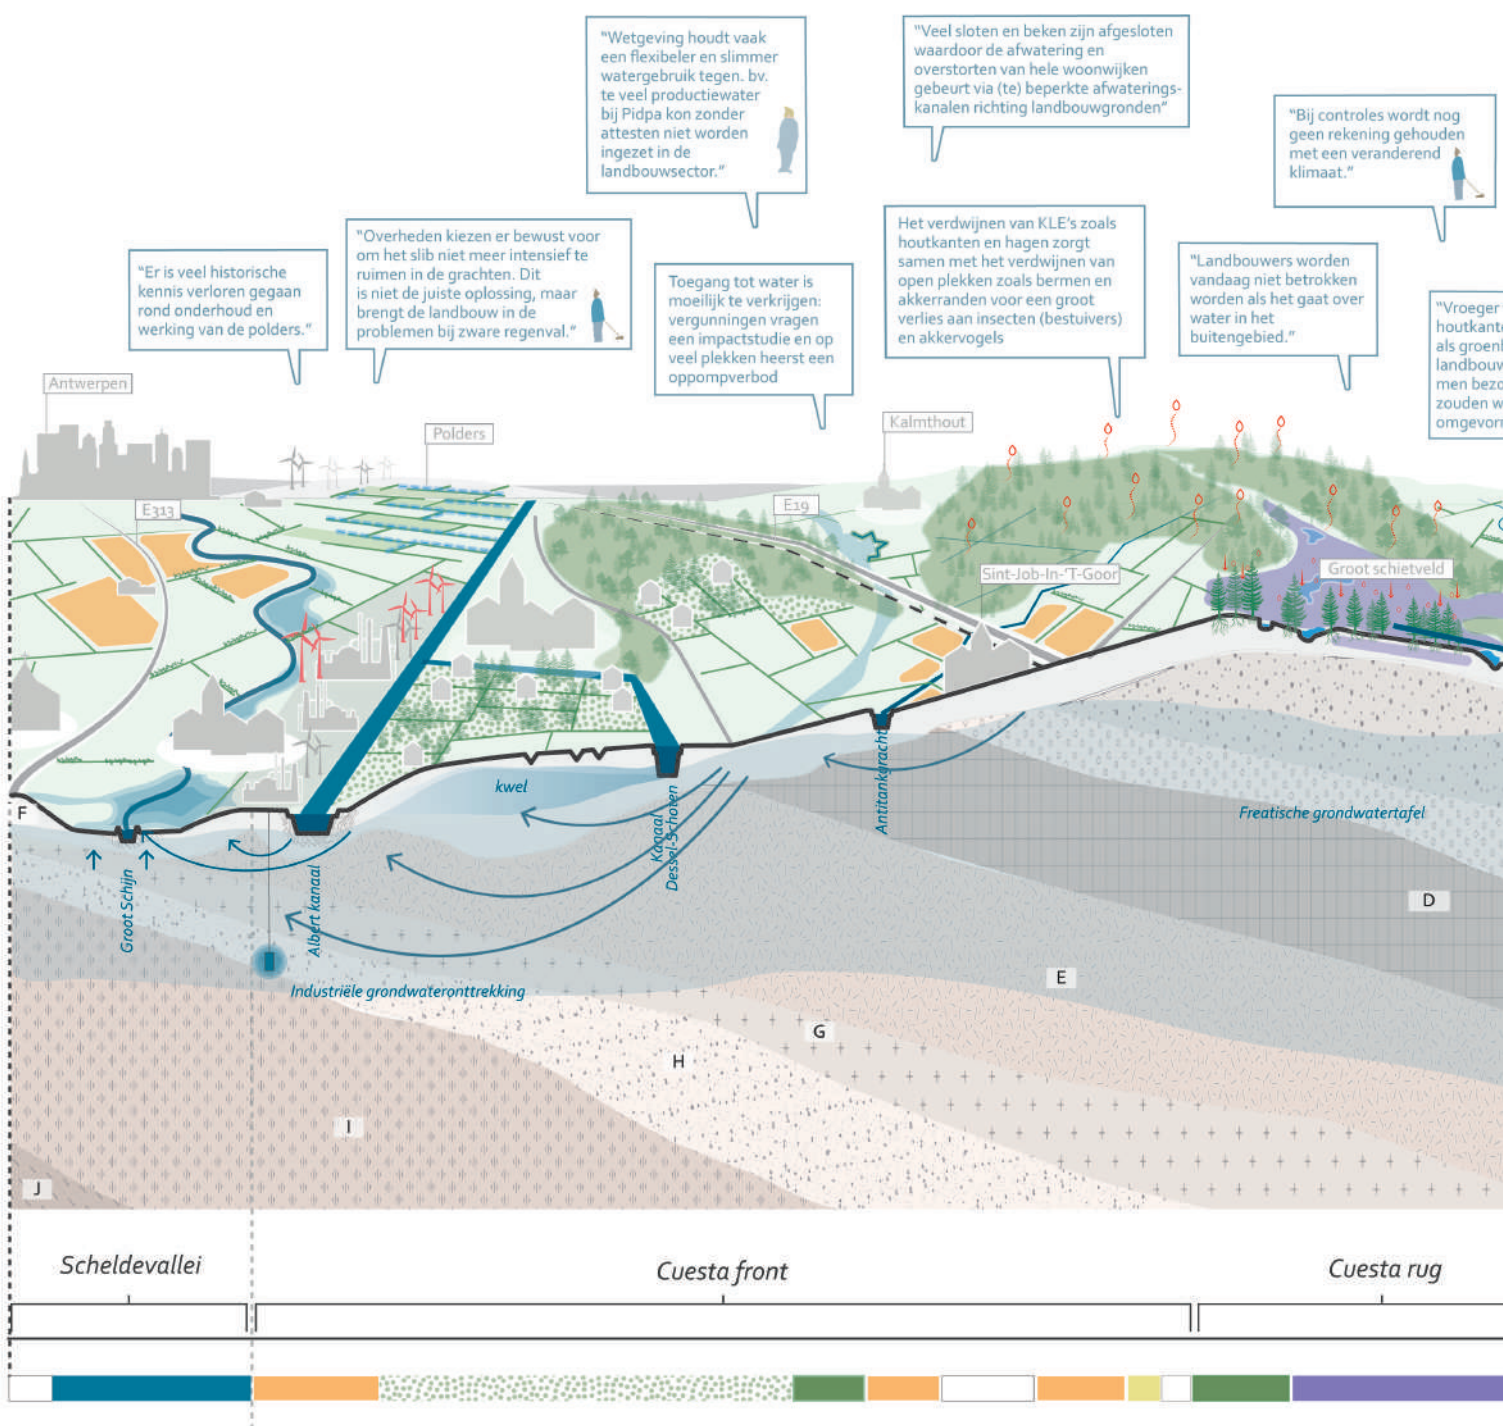 "Wetgeving houdt vaak
een flexibeler en slimmer
watergebruik tegen. bv.
te veel productiewater
bij Pidpa kon zonder
attesten niet worden
ingezet in de
landbouwsector."
"Veel sloten en beken zijn afgesloten
waardoor de afwatering en
overstorten van hele woonwijken
gebeurt via (te) beperkte afwaterings-
kanalen richting landbouwgronden"
"Bij controles wordt nog
geen rekening gehouden
met een veranderend
klimaat."
"Er is veel historische
kennis verloren gegaan
rond onderhoud en
werking van de polders."
"Overheden kiezen er bewust voor
om het slib niet meer intensief te
ruimen in de grachten. Dit
is niet de juiste oplossing, maar
brengt de landbouw in de
problemen bij zware regenval."
Toegang tot water is
moeilijk te verkrijgen:
vergunningen vragen
een impactstudie en op
veel plekken heerst een
oppompverbod
Het verdwijnen van KLE's zoals
houtkanten en hagen zorgt
samen met het verdwijnen van
open plekken zoals bermen en
akkerranden voor een groot
verlies aan insecten (bestuivers)
en akkervogels
"Landbouwers worden
vandaag niet betrokken
worden als het gaat over
water in het
buitengebied."
"Vroeger
houtkante
als groenb
landbouw
men bezo
zouden w
omgevorm
Antwerpen
Polders
Kalmthout
E313
E19
Sint-Job-In-'T-Goor
Groot schietveld
kwel
F
Groot Schijn
Albert kanaal
Kanaal
Dessel-Schoten
Antitankgracht
Freatische grondwatertafel
Industriële grondwateronttrekking
D
E
G
H
I
J
Scheldevallei
Cuesta front
Cuesta rug